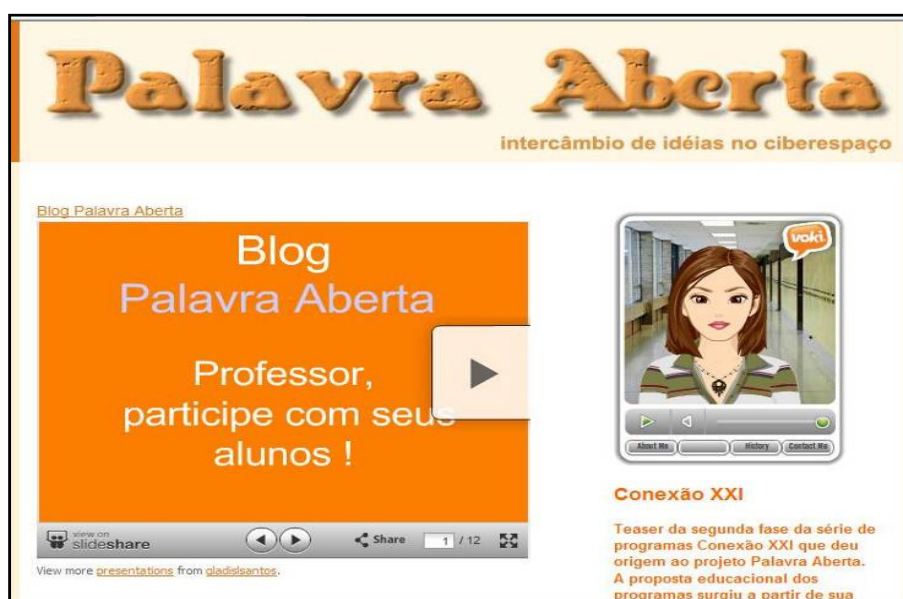 Palavra Aberta
intercâmbio de idéias no ciberespaço
Blog Palavra Aberta
Blog
Palavra Aberta
Professor,
participe com seus
alunos !
view on
slideshare
Share
1 / 12
View more presentations from gladislsantos.
voki
About Me
History
Contact Me
Conexão XXI
Teaser da segunda fase da série de
programas Conexão XXI que deu
origem ao projeto Palavra Aberta.
A proposta educacional dos
programas surgiu a partir de sua